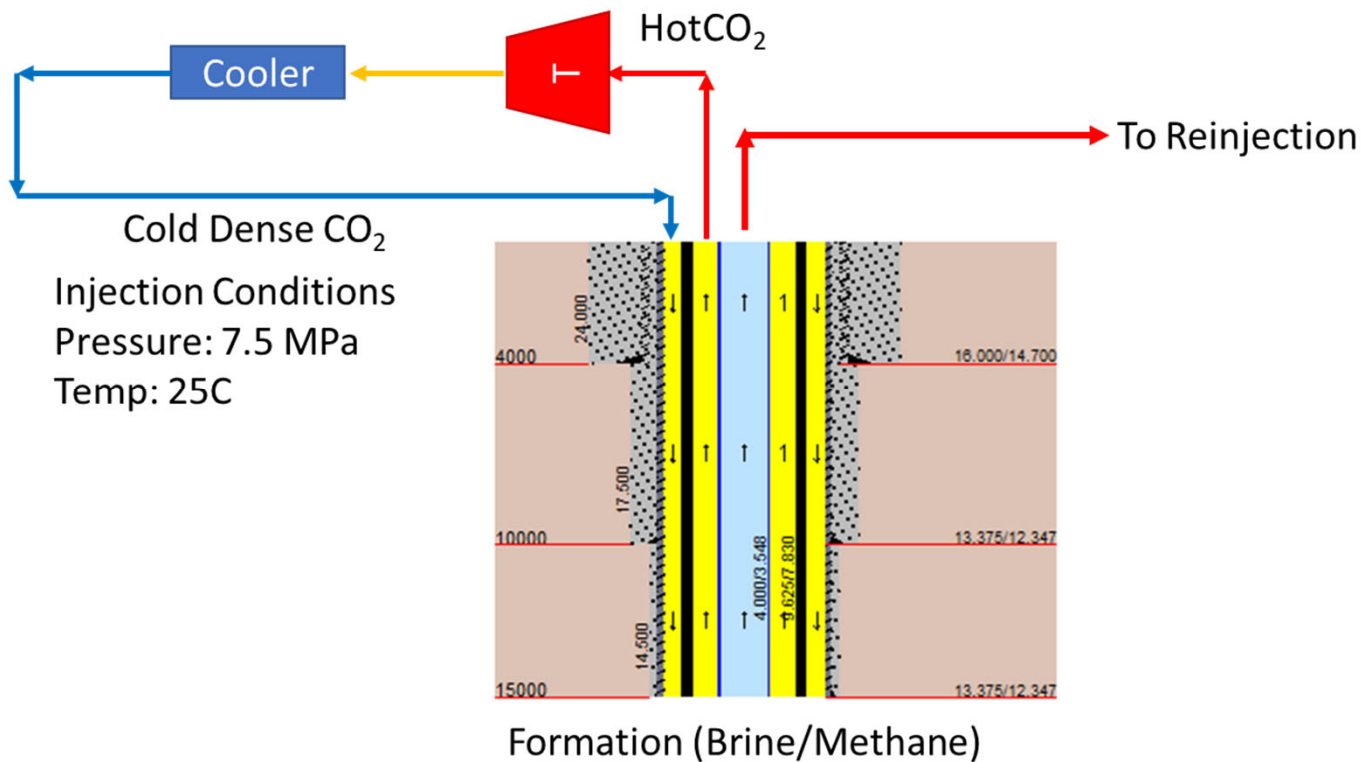 HotCO₂
T
Cooler
To Reinjection
Cold Dense CO₂
Injection Conditions
Pressure: 7.5 MPa
Temp: 25C
24.000
4000
16.000/14.700
17.500
10000
13.375/12.347
4.000/3.548
9.625/7.830
14.500
15000
13.375/12.347
Formation (Brine/Methane)